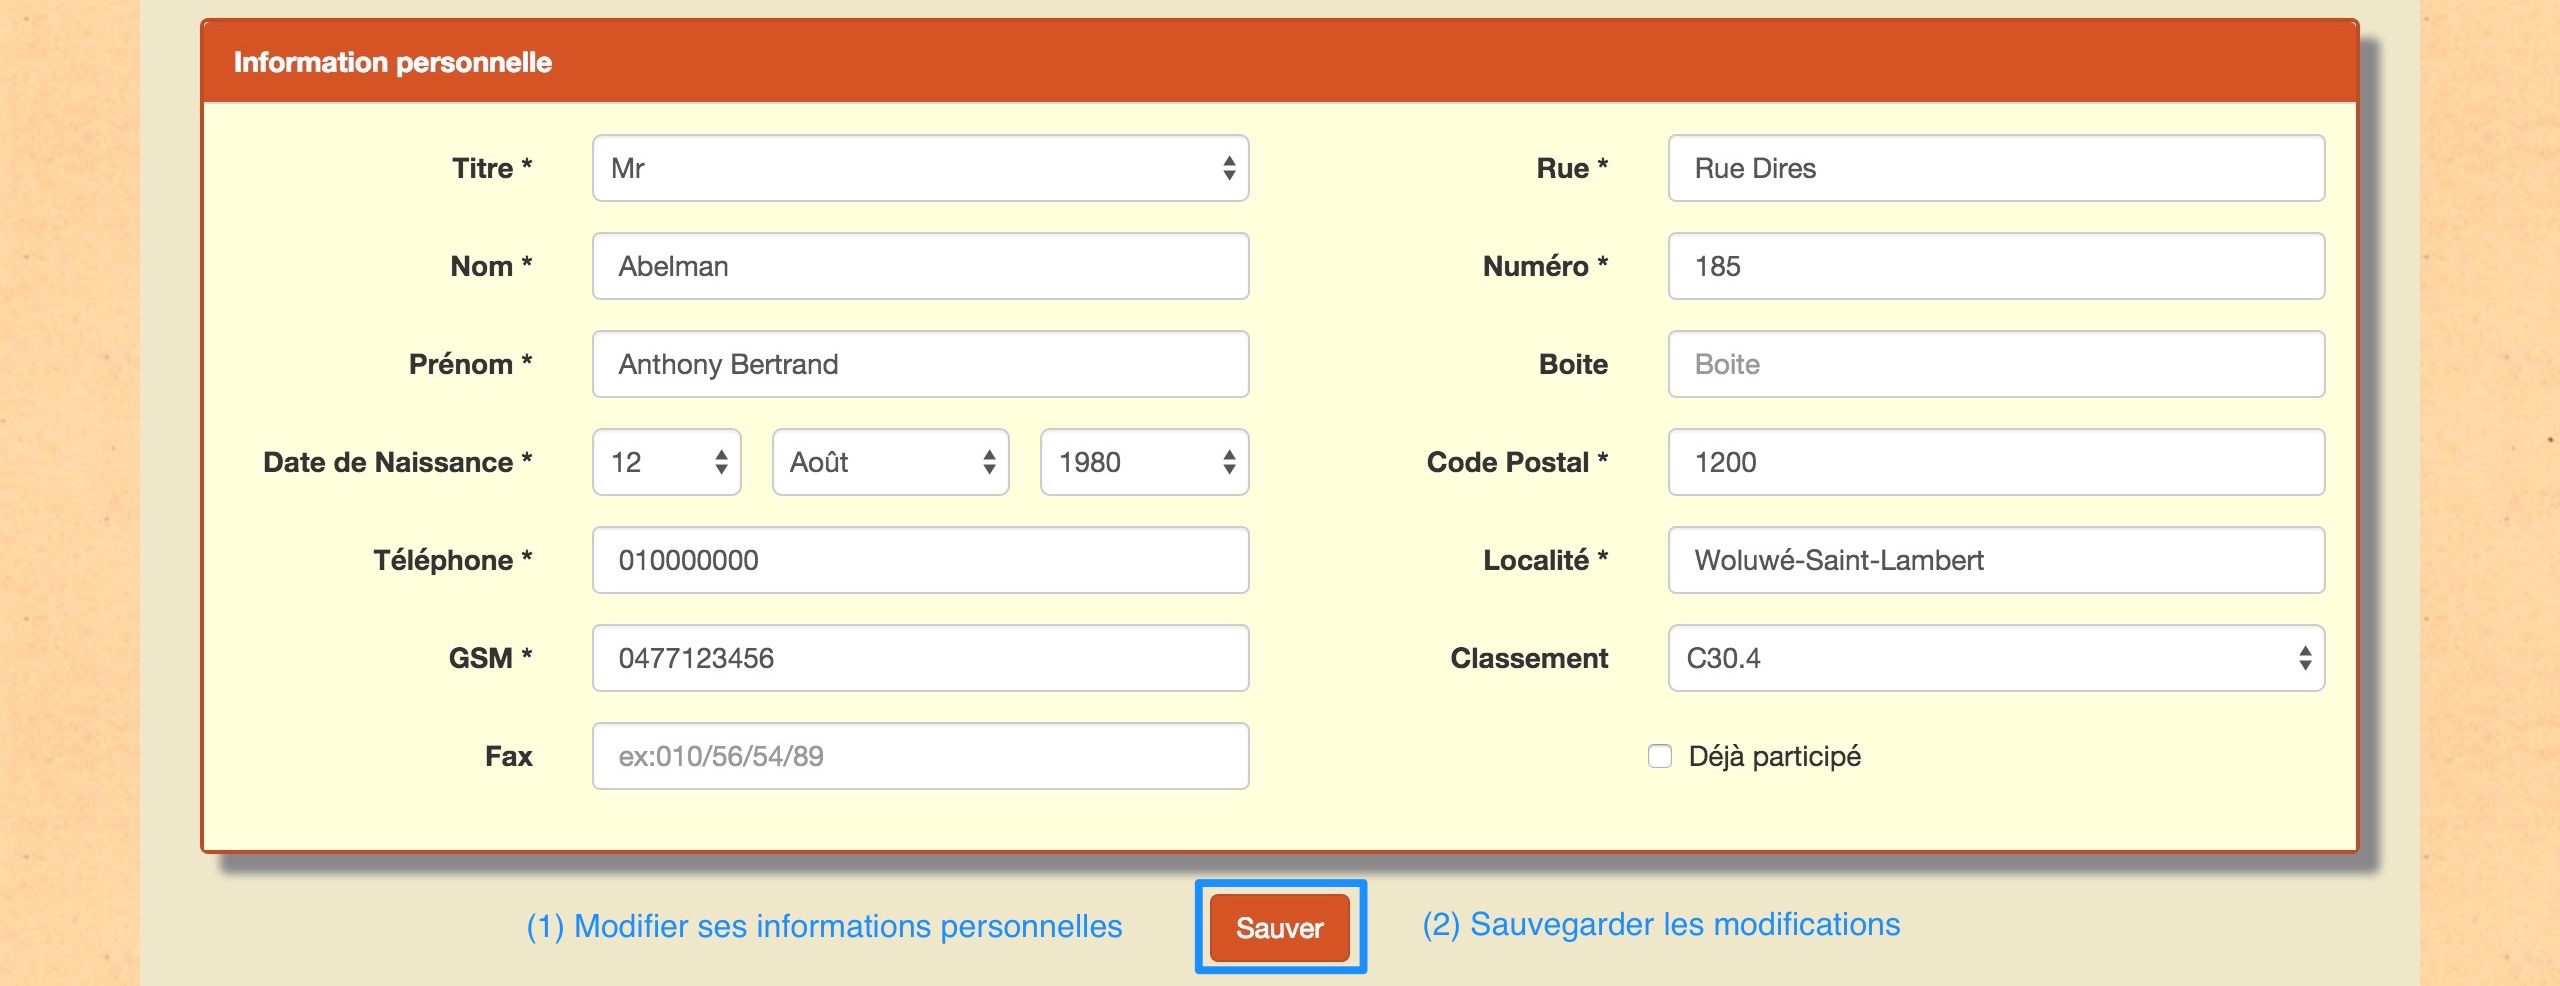 Information personnelle
Titre * Mr
Nom * Abelman
Prénom * Anthony Bertrand
Date de Naissance * 12 Août 1980
Téléphone * 010000000
GSM * 0477123456
Fax ex:010/56/54/89
Rue * Rue Dires
Numéro * 185
Boite Boite
Code Postal * 1200
Localité * Woluwé-Saint-Lambert
Classement C30.4
Déjà participé
(1) Modifier ses informations personnelles
Sauver
(2) Sauvegarder les modifications